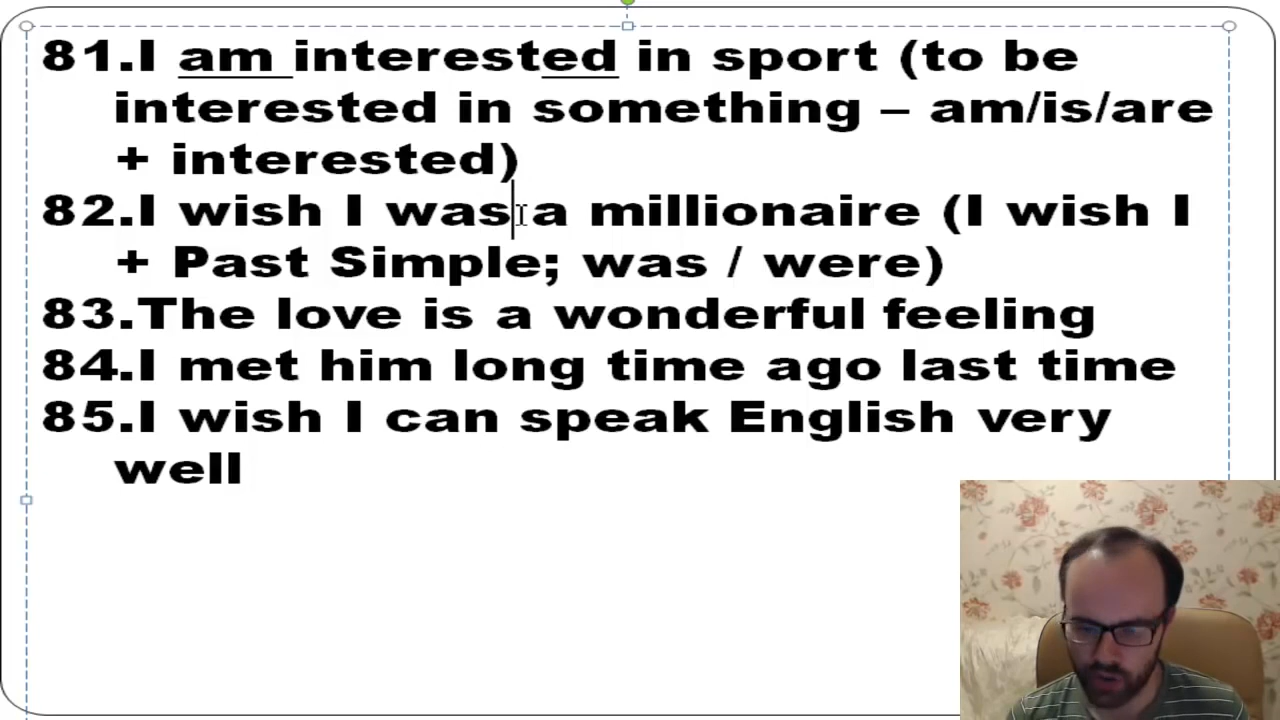 81.I am interested in sport (to be
interested in something – am/is/are
+ interested)
82.I wish I was a millionaire (I wish I
+ Past Simple; was / were)
83.The love is a wonderful feeling
84.I met him long time ago last time
85.I wish I can speak English very
well